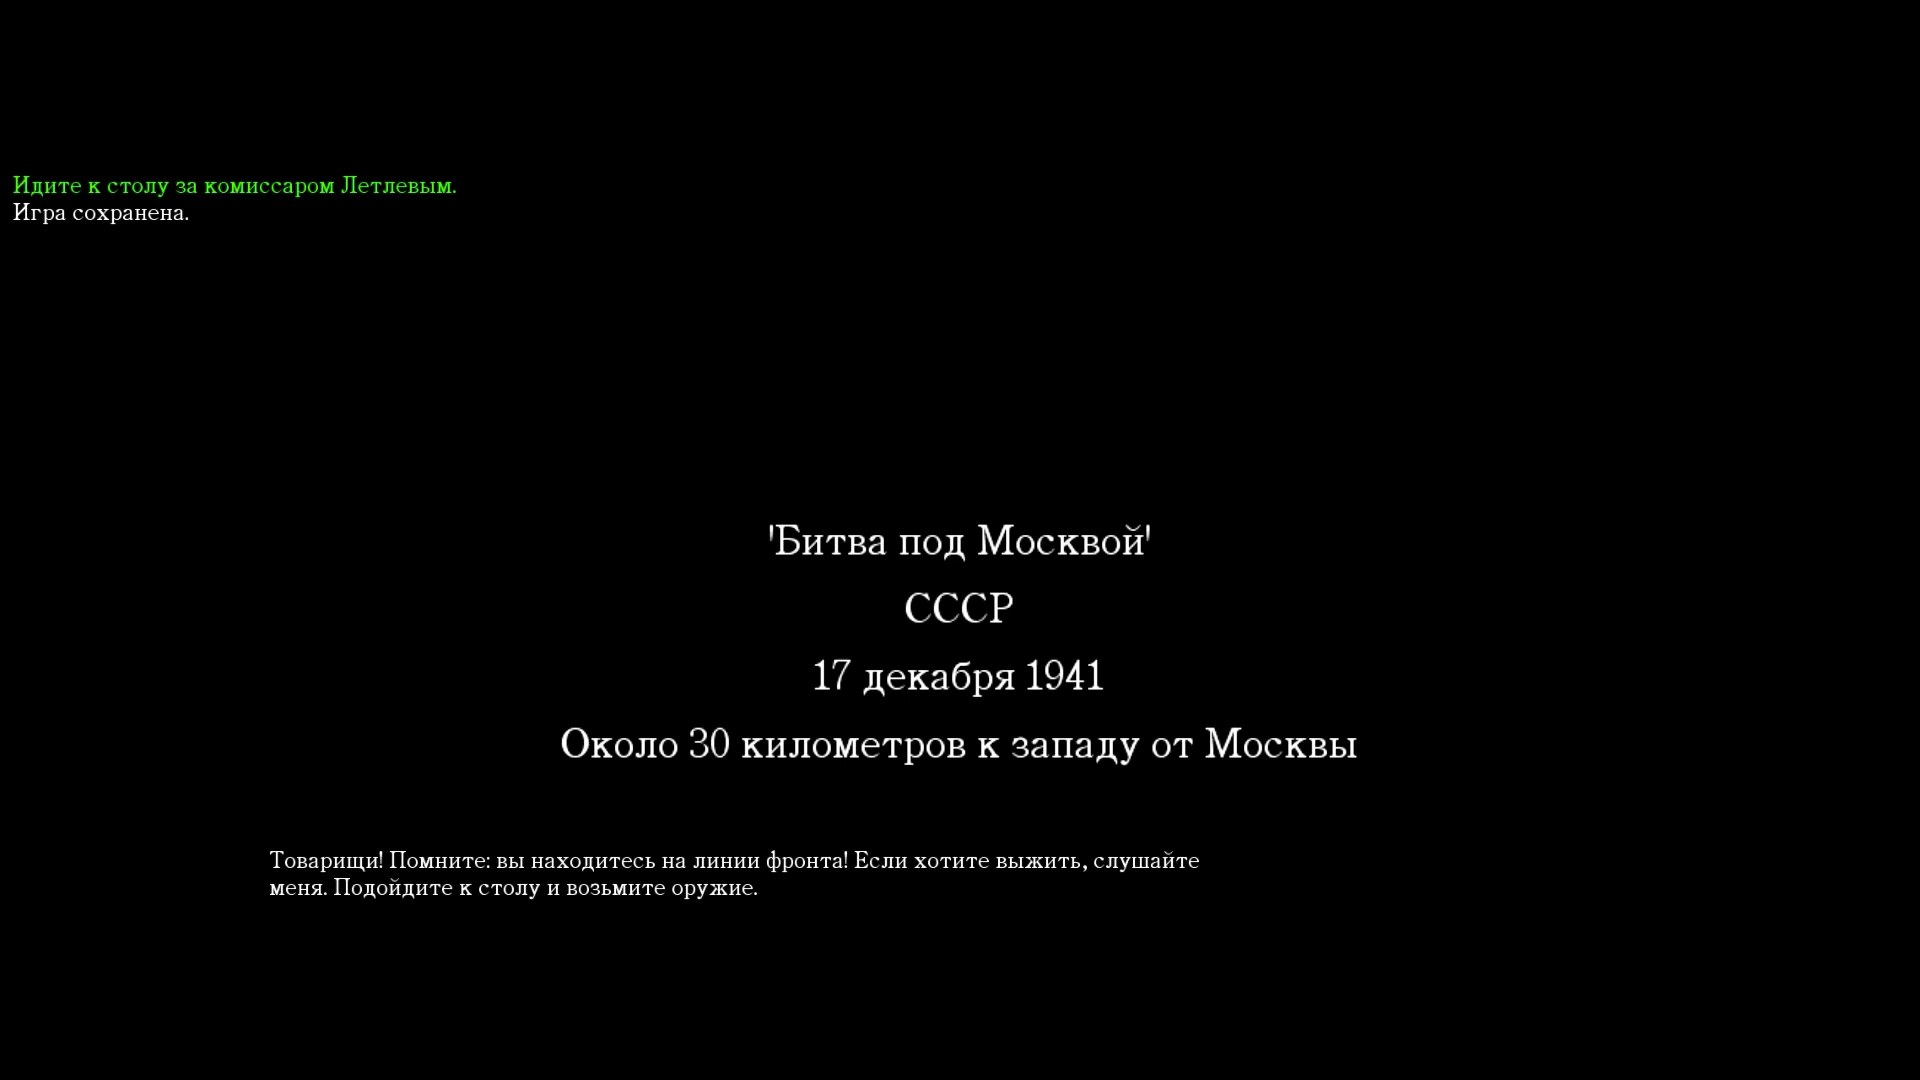 Идите к столу за комиссаром Летлевым.
Игра сохранена.
'Битва под Москвой'
СССР
17 декабря 1941
Около 30 километров к западу от Москвы
Товарищи! Помните: вы находитесь на линии фронта! Если хотите выжить, слушайте
меня. Подойдите к столу и возьмите оружие.